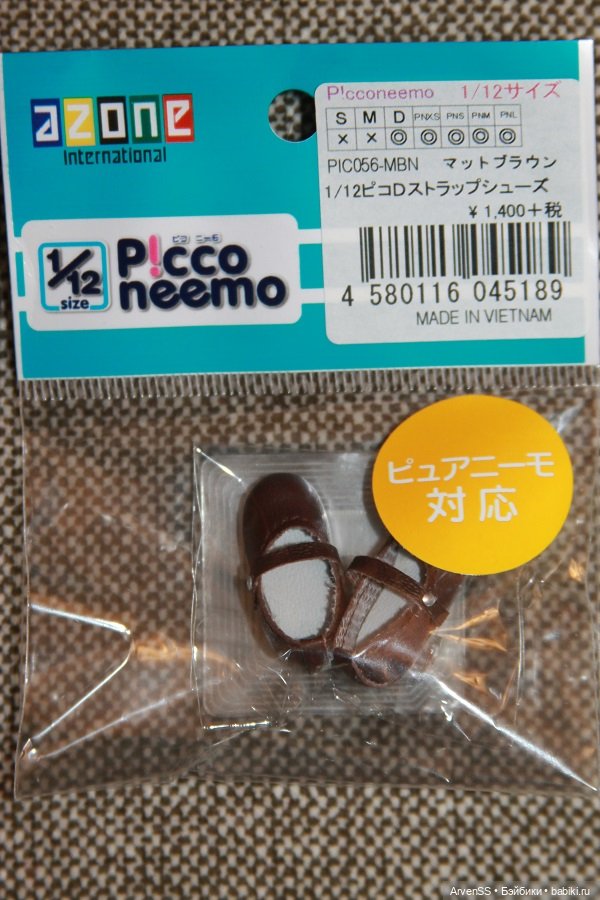 azone
International
P!cconeemo 1/12サイズ
S M D PNXS PNS PNM PNL
× × ◎ ◎ ◎ ◎ ◎
PIC056-MBN マットブラウン
1/12ピコDストラップシューズ
¥ 1,400+税
4 580116 045189
MADE IN VIETNAM
1/12
size
ピコ ニーモ
P!cco
neemo
ピュアニーモ
対応
ArvenSS • Бэйбики • babiki.ru